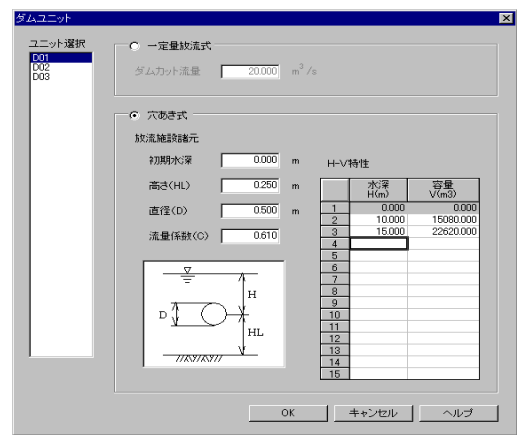 ダムユニット
ユニット選択
D01
D02
D03
一定量放流式
ダムカット流量 20.000 m³/s
穴あき式
放流施設諸元
初期水深 0.000 m
高さ(HL) 0.250 m
直径(D) 0.500 m
流量係数(C) 0.610
H
D
HL
H-V特性
水深 容量
H(m) V(m3)
1 0.000 0.000
2 10.000 15080.000
3 15.000 22620.000
4
5
6
7
8
9
10
11
12
13
14
15
OK キャンセル ヘルプ